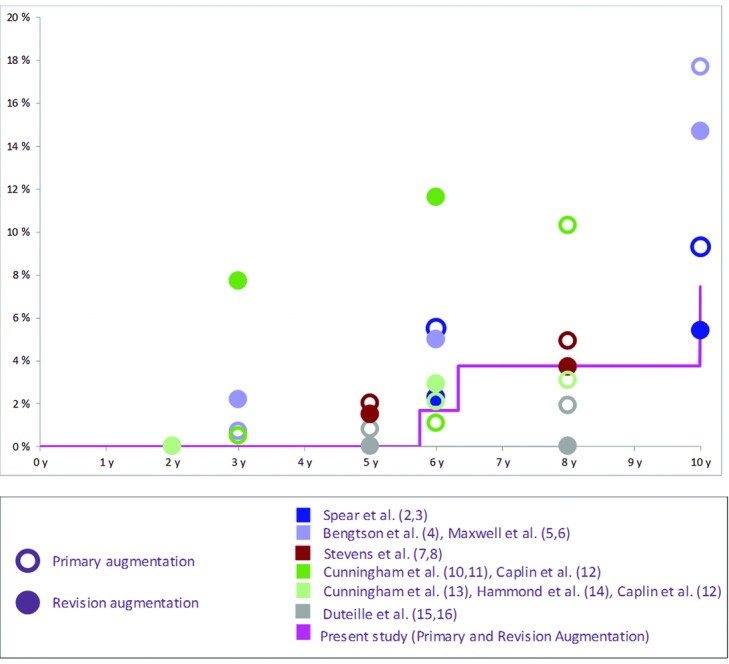 20 %
18 %
16 %
14 %
12 %
10 %
8 %
6 %
4 %
2 %
0 %
0 y 1 y 2 y 3 y 4 y 5 y 6 y 7 y 8 y 9 y 10 y
Primary augmentation
Revision augmentation
Spear et al. (2,3)
Bengtson et al. (4), Maxwell et al. (5,6)
Stevens et al. (7,8)
Cunningham et al. (10,11), Caplin et al. (12)
Cunningham et al. (13), Hammond et al. (14), Caplin et al. (12)
Duteille et al. (15,16)
Present study (Primary and Revision Augmentation)